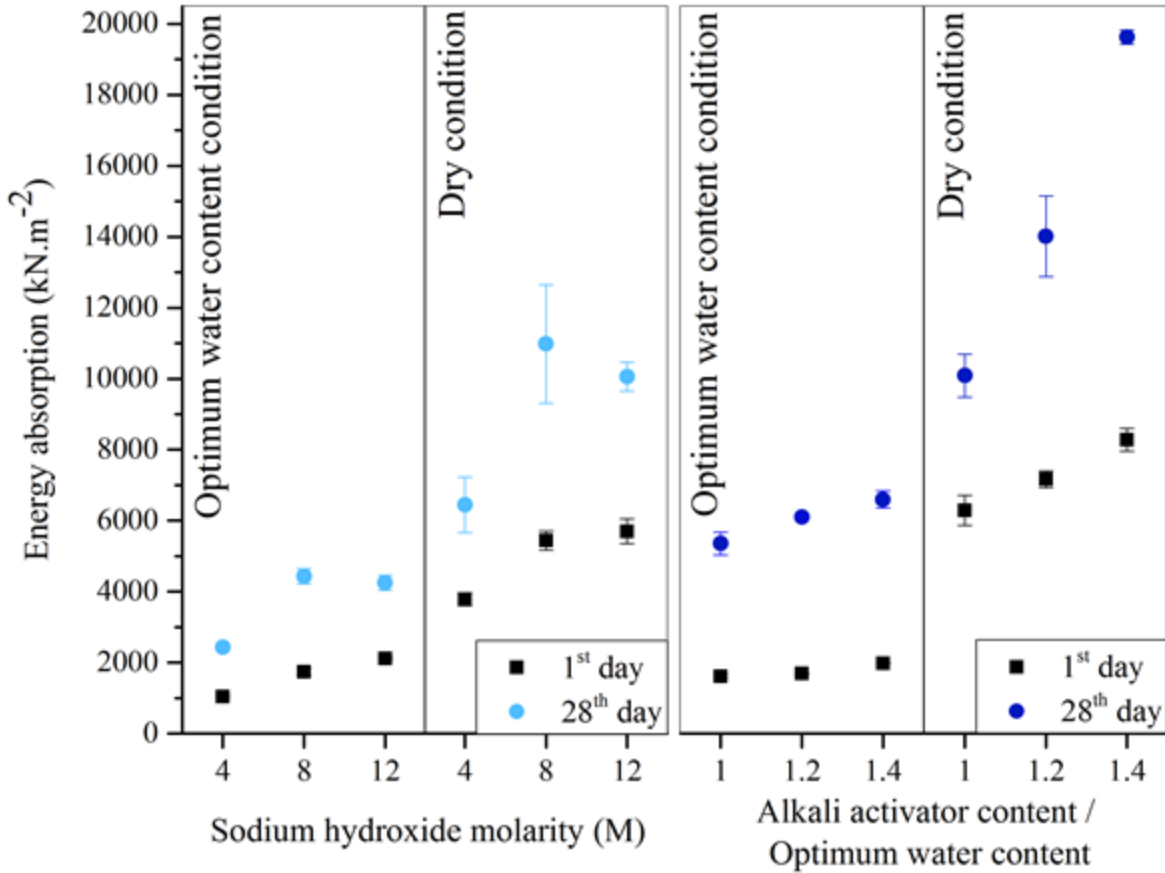 Energy absorption (kN.m-2)
20000
18000
16000
14000
12000
10000
8000
6000
4000
2000
0
Optimum water content condition
Dry condition
1st day
28th day
4
8
12
4
8
12
Sodium hydroxide molarity (M)
Optimum water content condition
Dry condition
1st day
28th day
1
1.2
1.4
1
1.2
1.4
Alkali activator content /
Optimum water content